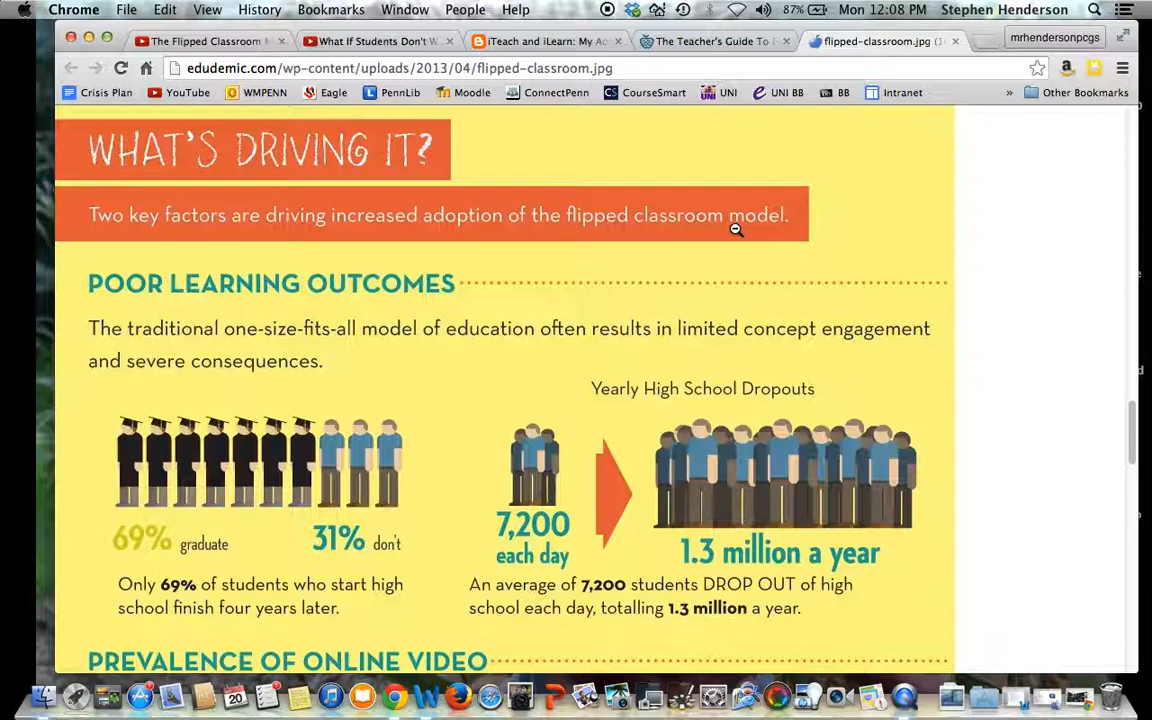 Chrome File Edit View History Bookmarks Window People Help 87% Mon 12:08 PM Stephen Henderson
The Flipped Classroom What If Students Don't W iTeach and iLearn: My A The Teacher's Guide To flipped-classroom.jpg mrhendersonpcgs
edudemic.com/wp-content/uploads/2013/04/flipped-classroom.jpg
Crisis Plan YouTube WMPENN Eagle PennLib Moodle ConnectPenn CourseSmart UNI UNI BB BB Intranet » Other Bookmarks
WHAT'S DRIVING IT?
Two key factors are driving increased adoption of the flipped classroom model.
POOR LEARNING OUTCOMES
The traditional one-size-fits-all model of education often results in limited concept engagement
and severe consequences.
Yearly High School Dropouts
69% graduate 31% don't
7,200
each day
1.3 million a year
Only 69% of students who start high
school finish four years later.
An average of 7,200 students DROP OUT of high
school each day, totalling 1.3 million a year.
PREVALENCE OF ONLINE VIDEO
20